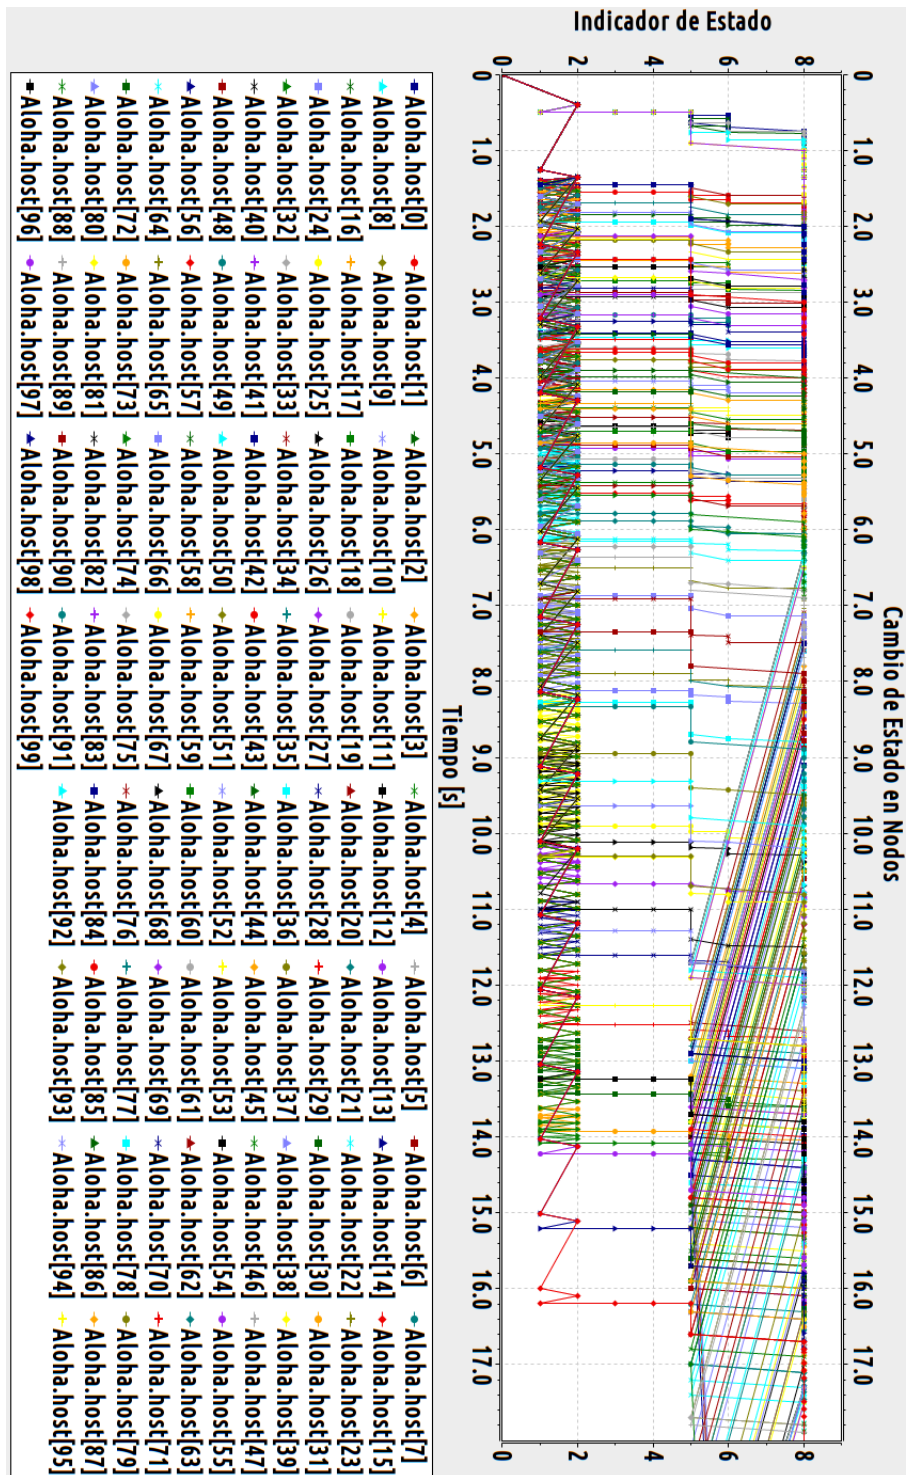 Cambio de Estado en Nodos
0 1.0 2.0 3.0 4.0 5.0 6.0 7.0 8.0 9.0 10.0 11.0 12.0 13.0 14.0 15.0 16.0 17.0
Indicador de Estado
8 8
6 6
4 4
2 2
0 0
Tiempo [s]
Aloha.host[0] Aloha.host[1] Aloha.host[2] Aloha.host[3] Aloha.host[4] Aloha.host[5] Aloha.host[6] Aloha.host[7]
Aloha.host[8] Aloha.host[9] Aloha.host[10] Aloha.host[11] Aloha.host[12] Aloha.host[13] Aloha.host[14] Aloha.host[15]
Aloha.host[16] Aloha.host[17] Aloha.host[18] Aloha.host[19] Aloha.host[20] Aloha.host[21] Aloha.host[22] Aloha.host[23]
Aloha.host[24] Aloha.host[25] Aloha.host[26] Aloha.host[27] Aloha.host[28] Aloha.host[29] Aloha.host[30] Aloha.host[31]
Aloha.host[32] Aloha.host[33] Aloha.host[34] Aloha.host[35] Aloha.host[36] Aloha.host[37] Aloha.host[38] Aloha.host[39]
Aloha.host[40] Aloha.host[41] Aloha.host[42] Aloha.host[43] Aloha.host[44] Aloha.host[45] Aloha.host[46] Aloha.host[47]
Aloha.host[48] Aloha.host[49] Aloha.host[50] Aloha.host[51] Aloha.host[52] Aloha.host[53] Aloha.host[54] Aloha.host[55]
Aloha.host[56] Aloha.host[57] Aloha.host[58] Aloha.host[59] Aloha.host[60] Aloha.host[61] Aloha.host[62] Aloha.host[63]
Aloha.host[64] Aloha.host[65] Aloha.host[66] Aloha.host[67] Aloha.host[68] Aloha.host[69] Aloha.host[70] Aloha.host[71]
Aloha.host[72] Aloha.host[73] Aloha.host[74] Aloha.host[75] Aloha.host[76] Aloha.host[77] Aloha.host[78] Aloha.host[79]
Aloha.host[80] Aloha.host[81] Aloha.host[82] Aloha.host[83] Aloha.host[84] Aloha.host[85] Aloha.host[86] Aloha.host[87]
Aloha.host[88] Aloha.host[89] Aloha.host[90] Aloha.host[91] Aloha.host[92] Aloha.host[93] Aloha.host[94] Aloha.host[95]
Aloha.host[96] Aloha.host[97] Aloha.host[98] Aloha.host[99]